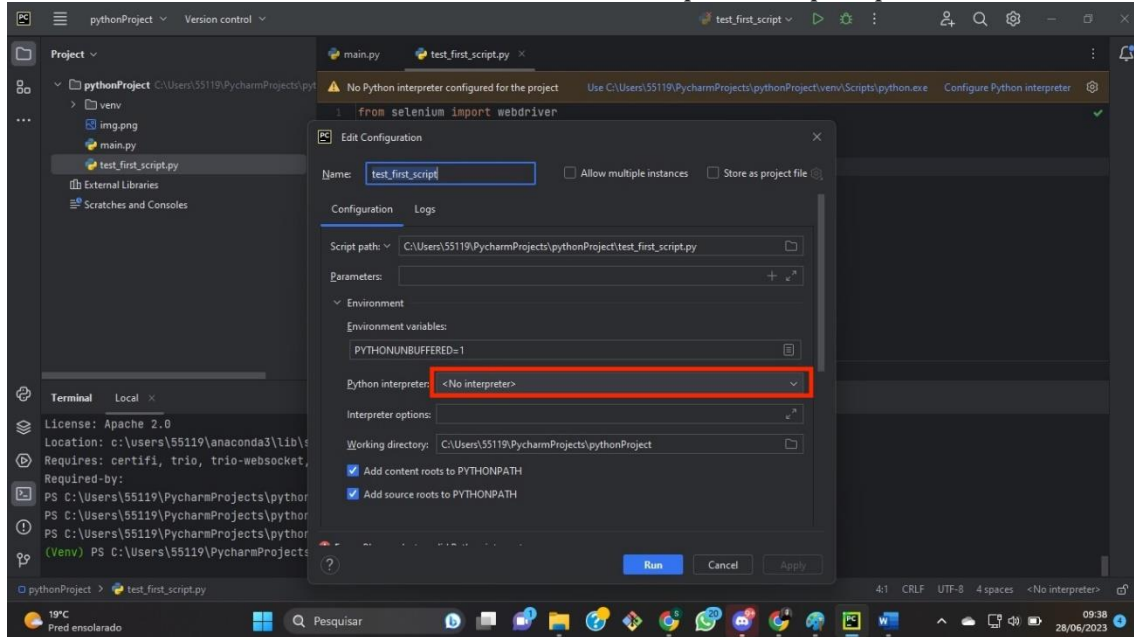 pythonProject Version control test_first_script
Project main.py test_first_script.py
pythonProject C:\Users\55119\PycharmProjects\pyt
No Python interpreter configured for the project Use C:\Users\55119\PycharmProjects\pythonProject\venv\Scripts\python.exe Configure Python interpreter
venv
1 from selenium import webdriver
img.png
Edit Configuration
main.py
test_first_script.py
Name: test_first_script Allow multiple instances Store as project file
External Libraries
Scratches and Consoles
Configuration Logs
Script path: C:\Users\55119\PycharmProjects\pythonProject\test_first_script.py
Parameters:
Environment
Environment variables:
PYTHONUNBUFFERED=1
Python interpreter: <No interpreter>
Interpreter options:
Working directory: C:\Users\55119\PycharmProjects\pythonProject
Add content roots to PYTHONPATH
Add source roots to PYTHONPATH
Run Cancel Apply
Terminal Local
License: Apache 2.0
Location: c:\users\55119\anaconda3\lib\s
Requires: certifi, trio, trio-websocket,
Required-by:
PS C:\Users\55119\PycharmProjects\python
PS C:\Users\55119\PycharmProjects\python
PS C:\Users\55119\PycharmProjects\python
(Venv) PS C:\Users\55119\PycharmProjects
pythonProject > test_first_script.py 4:1 CRLF UTF-8 4 spaces <No interpreter>
19°C
Pred ensolarado
Pesquisar
09:38
28/06/2023